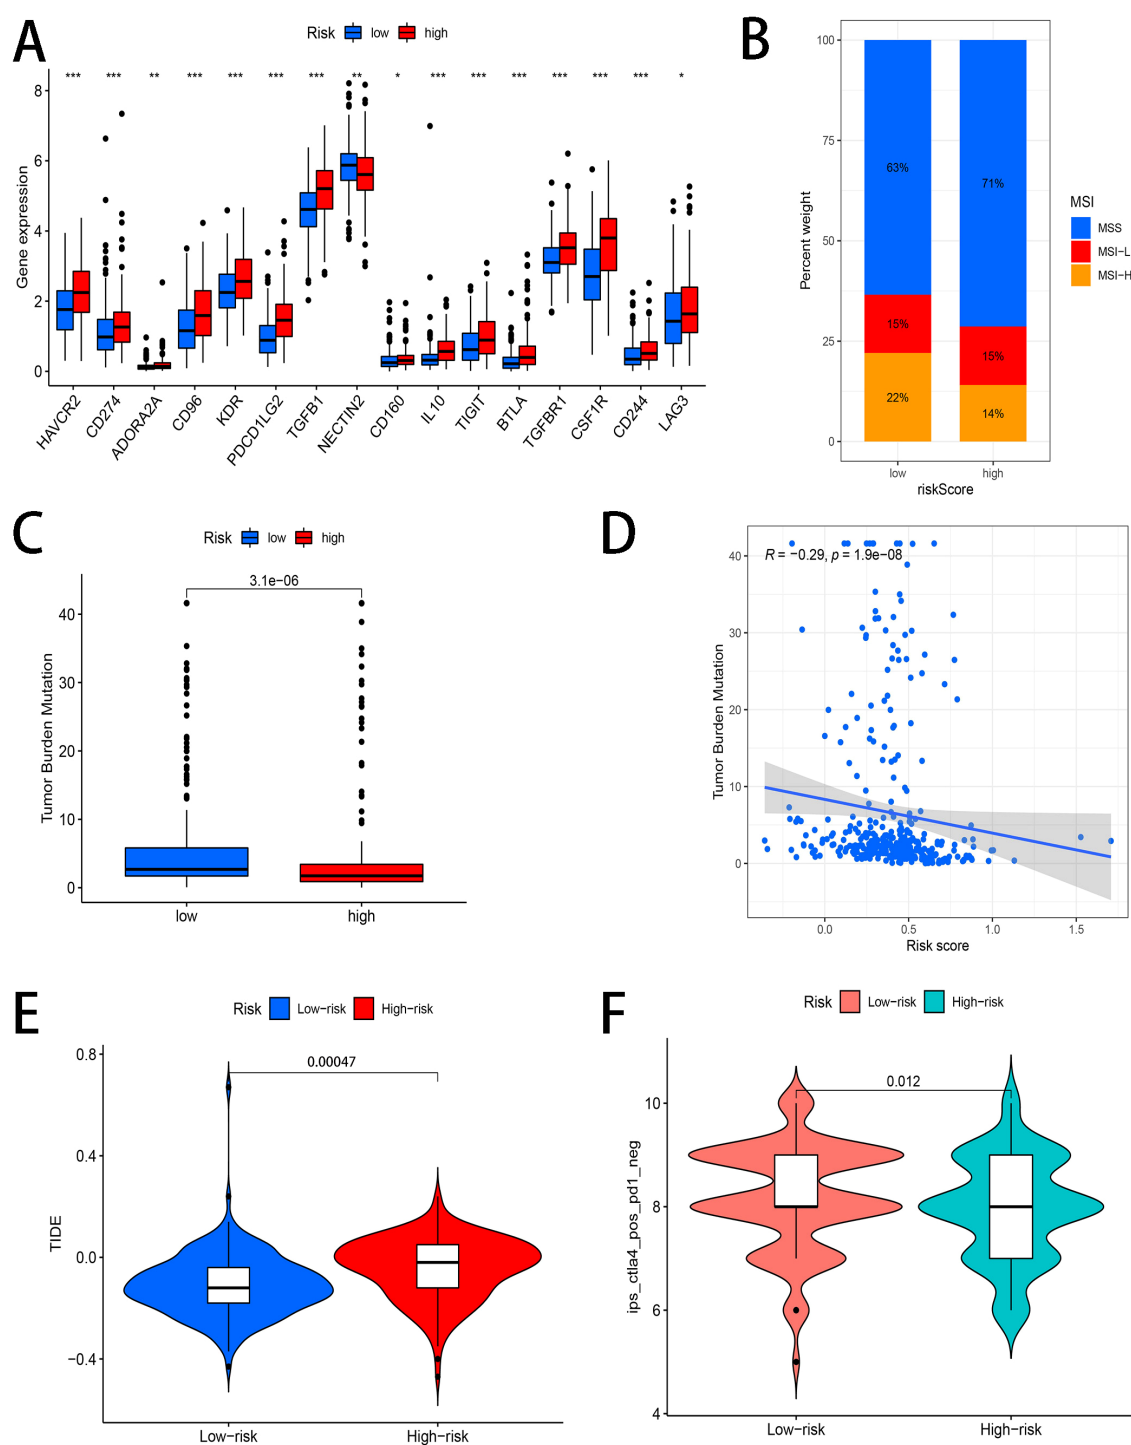 A
Risk low high
*** *** ** *** *** *** *** ** * *** *** *** *** *** *** *
Gene expression
8
6
4
2
0
HAVCR2 CD274 ADORA2A CD96 KDR PDCD1LG2 TGFB1 NECTIN2 CD160 IL10 TIGIT BTLA TGFBR1 CSF1R CD244 LAG3
B
Percent weight
100
75
50
25
0
63%
71%
15%
15%
22%
14%
low high
riskScore
MSI
MSS
MSI-L
MSI-H
C
Risk low high
3.1e-06
Tumor Burden Mutation
40
30
20
10
0
low high
D
R = −0.29, p = 1.9e−08
Tumor Burden Mutation
40
30
20
10
0
0.0 0.5 1.0 1.5
Risk score
E
Risk Low−risk High−risk
0.00047
TIDE
0.8
0.4
0.0
−0.4
Low−risk High−risk
F
Risk Low−risk High−risk
0.012
ips_ctla4_pos_pd1_neg
10
8
6
4
Low−risk High−risk